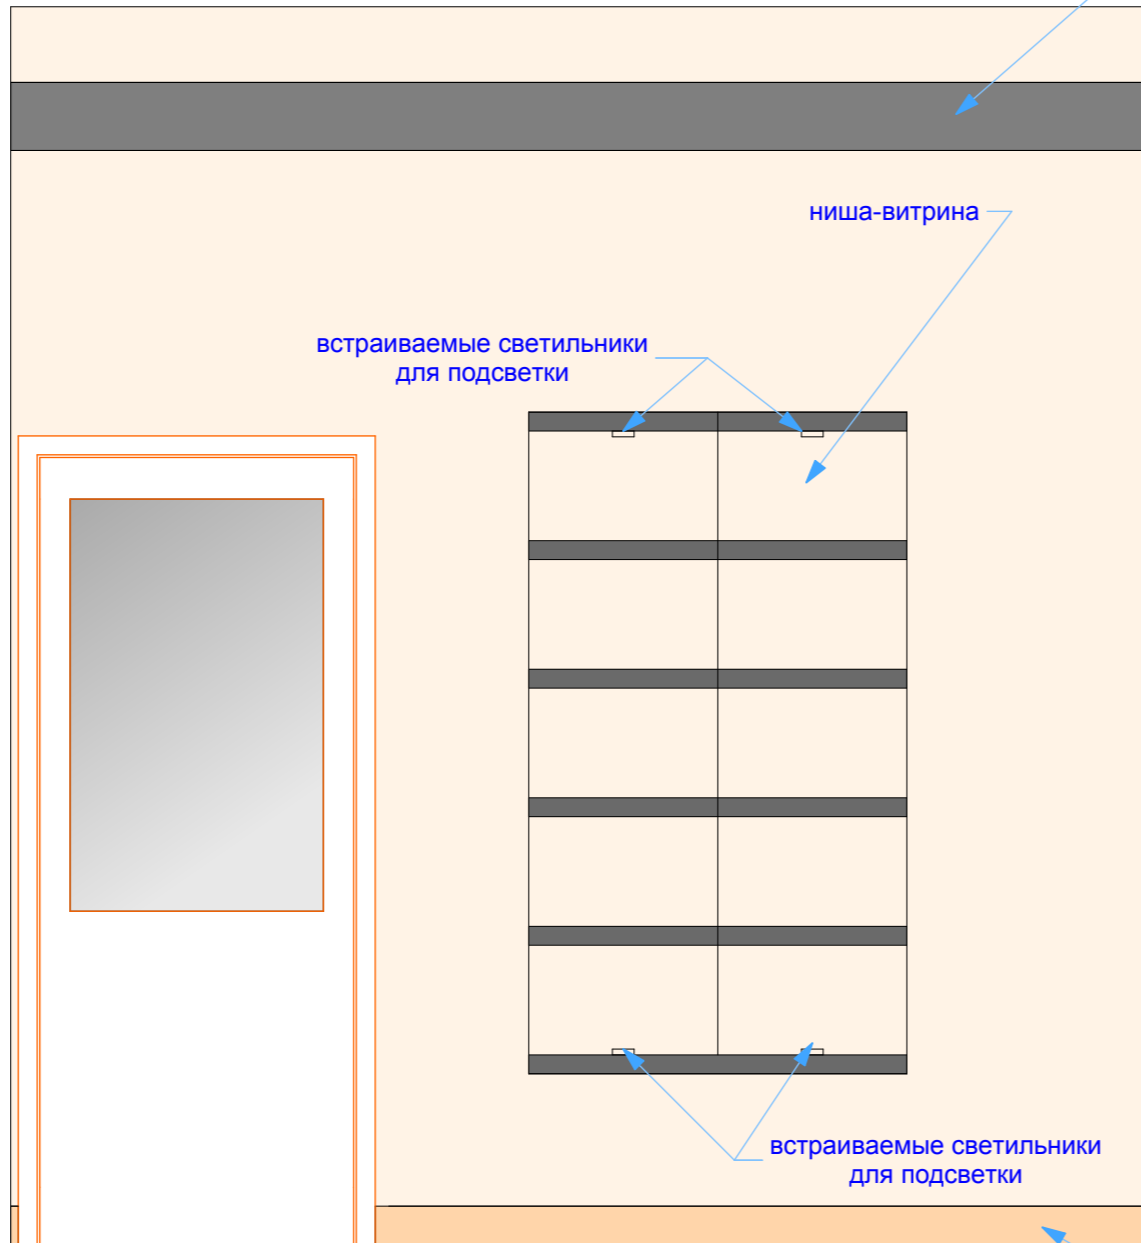 ниша-витрина
встраиваемые светильники
для подсветки
встраиваемые светильники
для подсветки